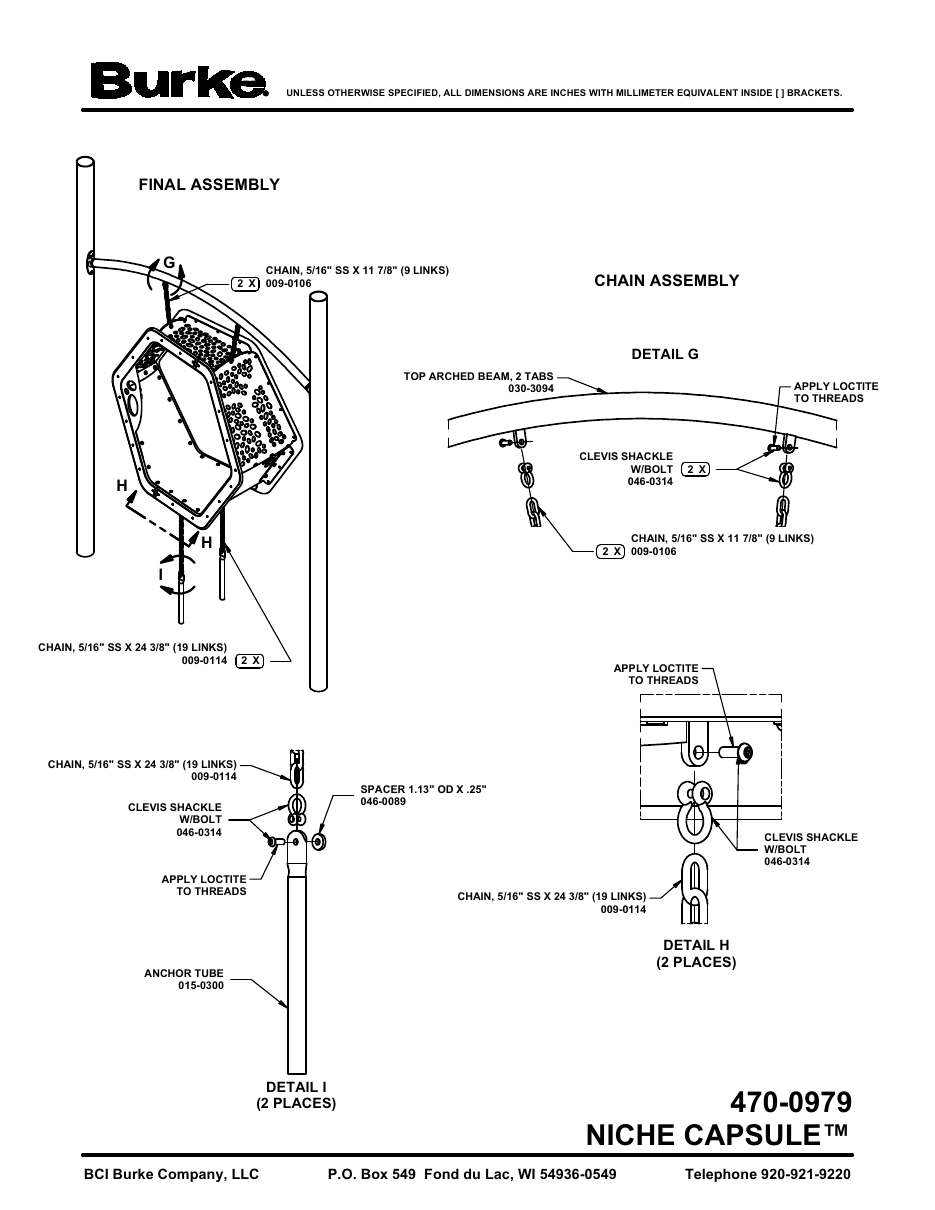 Burke®
UNLESS OTHERWISE SPECIFIED, ALL DIMENSIONS ARE INCHES WITH MILLIMETER EQUIVALENT INSIDE [ ] BRACKETS.
FINAL ASSEMBLY
G
CHAIN, 5/16" SS X 11 7/8" (9 LINKS)
2 X 009-0106
H
H
I
CHAIN, 5/16" SS X 24 3/8" (19 LINKS)
009-0114 2 X
CHAIN ASSEMBLY
DETAIL G
TOP ARCHED BEAM, 2 TABS
030-3094
APPLY LOCTITE
TO THREADS
CLEVIS SHACKLE
W/BOLT 2 X
046-0314
CHAIN, 5/16" SS X 11 7/8" (9 LINKS)
2 X 009-0106
CHAIN, 5/16" SS X 24 3/8" (19 LINKS)
009-0114
SPACER 1.13" OD X .25"
046-0089
CLEVIS SHACKLE
W/BOLT
046-0314
APPLY LOCTITE
TO THREADS
ANCHOR TUBE
015-0300
DETAIL I
(2 PLACES)
APPLY LOCTITE
TO THREADS
CLEVIS SHACKLE
W/BOLT
046-0314
CHAIN, 5/16" SS X 24 3/8" (19 LINKS)
009-0114
DETAIL H
(2 PLACES)
470-0979
NICHE CAPSULE™
BCI Burke Company, LLC P.O. Box 549 Fond du Lac, WI 54936-0549 Telephone 920-921-9220